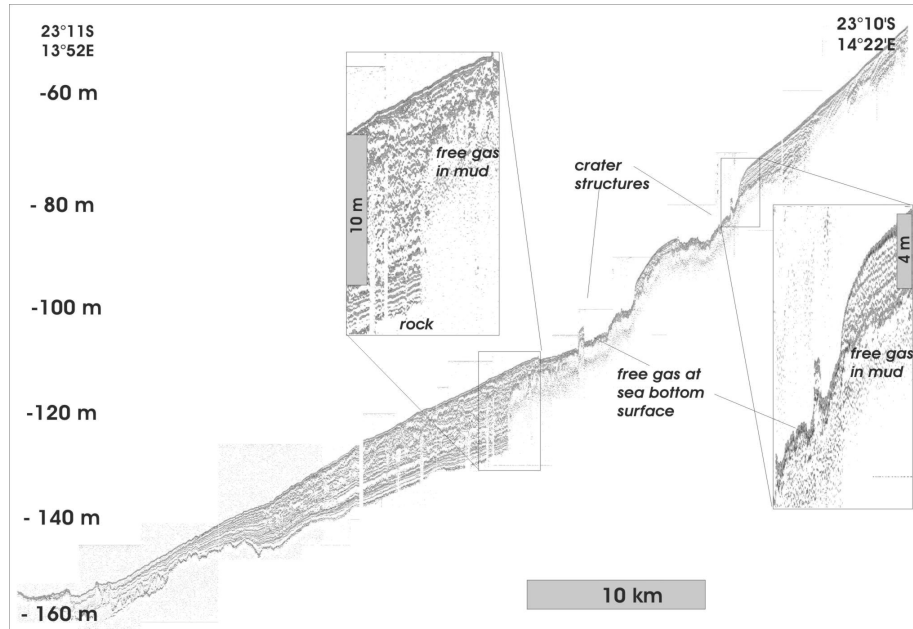 23°11S
13°52E
23°10'S
14°22'E
-60 m
- 80 m
-100 m
-120 m
- 140 m
- 160 m
10 m
free gas
in mud
rock
crater
structures
free gas at
sea bottom
surface
4 m
free gas
in mud
10 km